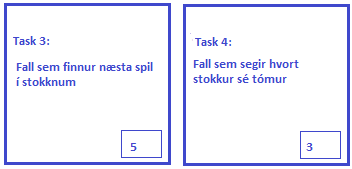 Task 3:
Fall sem finnur næsta spil
í stokknum
5
Task 4:
Fall sem segir hvort
stokkur sé tómur
3